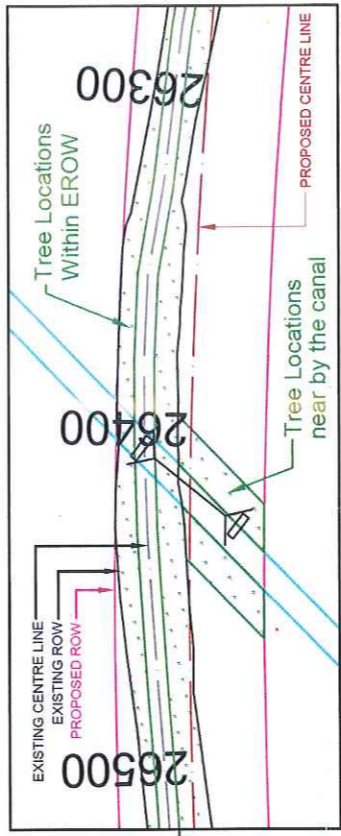 26300
Tree Locations
Within EROW
PROPOSED CENTRE LINE
26400
Tree Locations
near by the canal
EXISTING CENTRE LINE
EXISTING ROW
PROPOSED ROW
26500